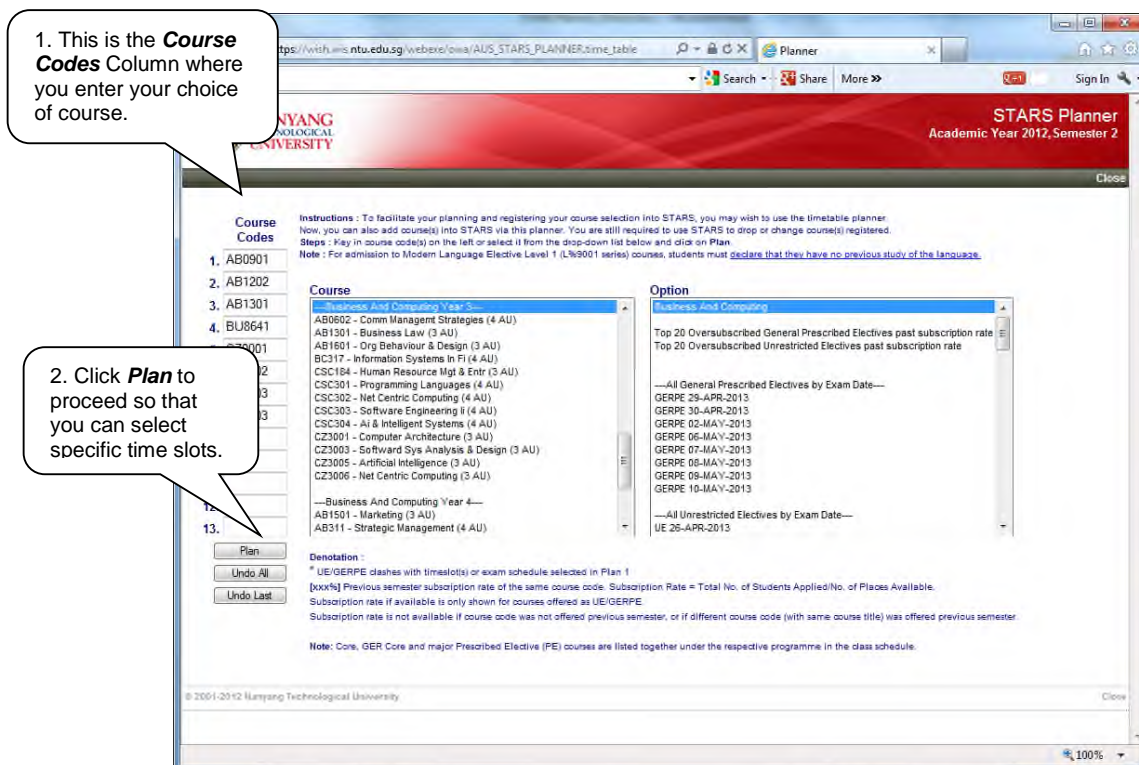 1. This is the Course
Codes Column where
you enter your choice
of course.
https://wish.wis.ntu.edu.sg/webexe/owa/AUS_STARS_PLANNER.time_table
Planner
Search
Share
More »
Sign In
NYANG
NOLOGICAL
UNIVERSITY
STARS Planner
Academic Year 2012, Semester 2
Close
Course
Codes
1. AB0901
2. AB1202
3. AB1301
4. BU8641
12.
13.
Plan
Undo All
Undo Last
2. Click Plan to
proceed so that
you can select
specific time slots.
Instructions : To facilitate your planning and registering your course selection into STARS, you may wish to use the timetable planner
Now, you can also add course(s) into STARS via this planner. You are still required to use STARS to drop or change course(s) registered.
Steps : Key in course code(s) on the left or select it from the drop-down list below and click on Plan.
Note : For admission to Modern Language Elective Level 1 (L%9001 series) courses, students must declare that they have no previous study of the language.
Course
----Business And Computing Year 3----
AB0602 - Comm Managemt Strategies (4 AU)
AB1301 - Business Law (3 AU)
AB1601 - Org Behaviour & Design (3 AU)
BC317 - Information Systems In Fi (4 AU)
CSC184 - Human Resource Mgt & Entr (3 AU)
CSC301 - Programming Languages (4 AU)
CSC302 - Net Centric Computing (4 AU)
CSC303 - Software Engineering Ii (4 AU)
CSC304 - Ai & Intelligent Systems (4 AU)
CZ3001 - Computer Architecture (3 AU)
CZ3003 - Softward Sys Analysis & Design (3 AU)
CZ3005 - Artificial Intelligence (3 AU)
CZ3006 - Net Centric Computing (3 AU)
----Business And Computing Year 4----
AB1501 - Marketing (3 AU)
AB311 - Strategic Management (4 AU)
Option
Business And Computing
Top 20 Oversubscribed General Prescribed Electives past subscription rate
Top 20 Oversubscribed Unrestricted Electives past subscription rate
----All General Prescribed Electives by Exam Date----
GERPE 29-APR-2013
GERPE 30-APR-2013
GERPE 02-MAY-2013
GERPE 06-MAY-2013
GERPE 07-MAY-2013
GERPE 08-MAY-2013
GERPE 09-MAY-2013
GERPE 10-MAY-2013
----All Unrestricted Electives by Exam Date----
UE 26-APR-2013
Denotation :
* UE/GERPE clashes with timeslot(s) or exam schedule selected in Plan 1
[xxx%] Previous semester subscription rate of the same course code. Subscription Rate = Total No. of Students Applied/No. of Places Available.
Subscription rate if available is only shown for courses offered as UE/GERPE
Subscription rate is not available if course code was not offered previous semester, or if different course code (with same course title) was offered previous semester.
Note: Core, GER Core and major Prescribed Elective (PE) courses are listed together under the respective programme in the class schedule.
© 2001-2012 Nanyang Technological University
Close
100%